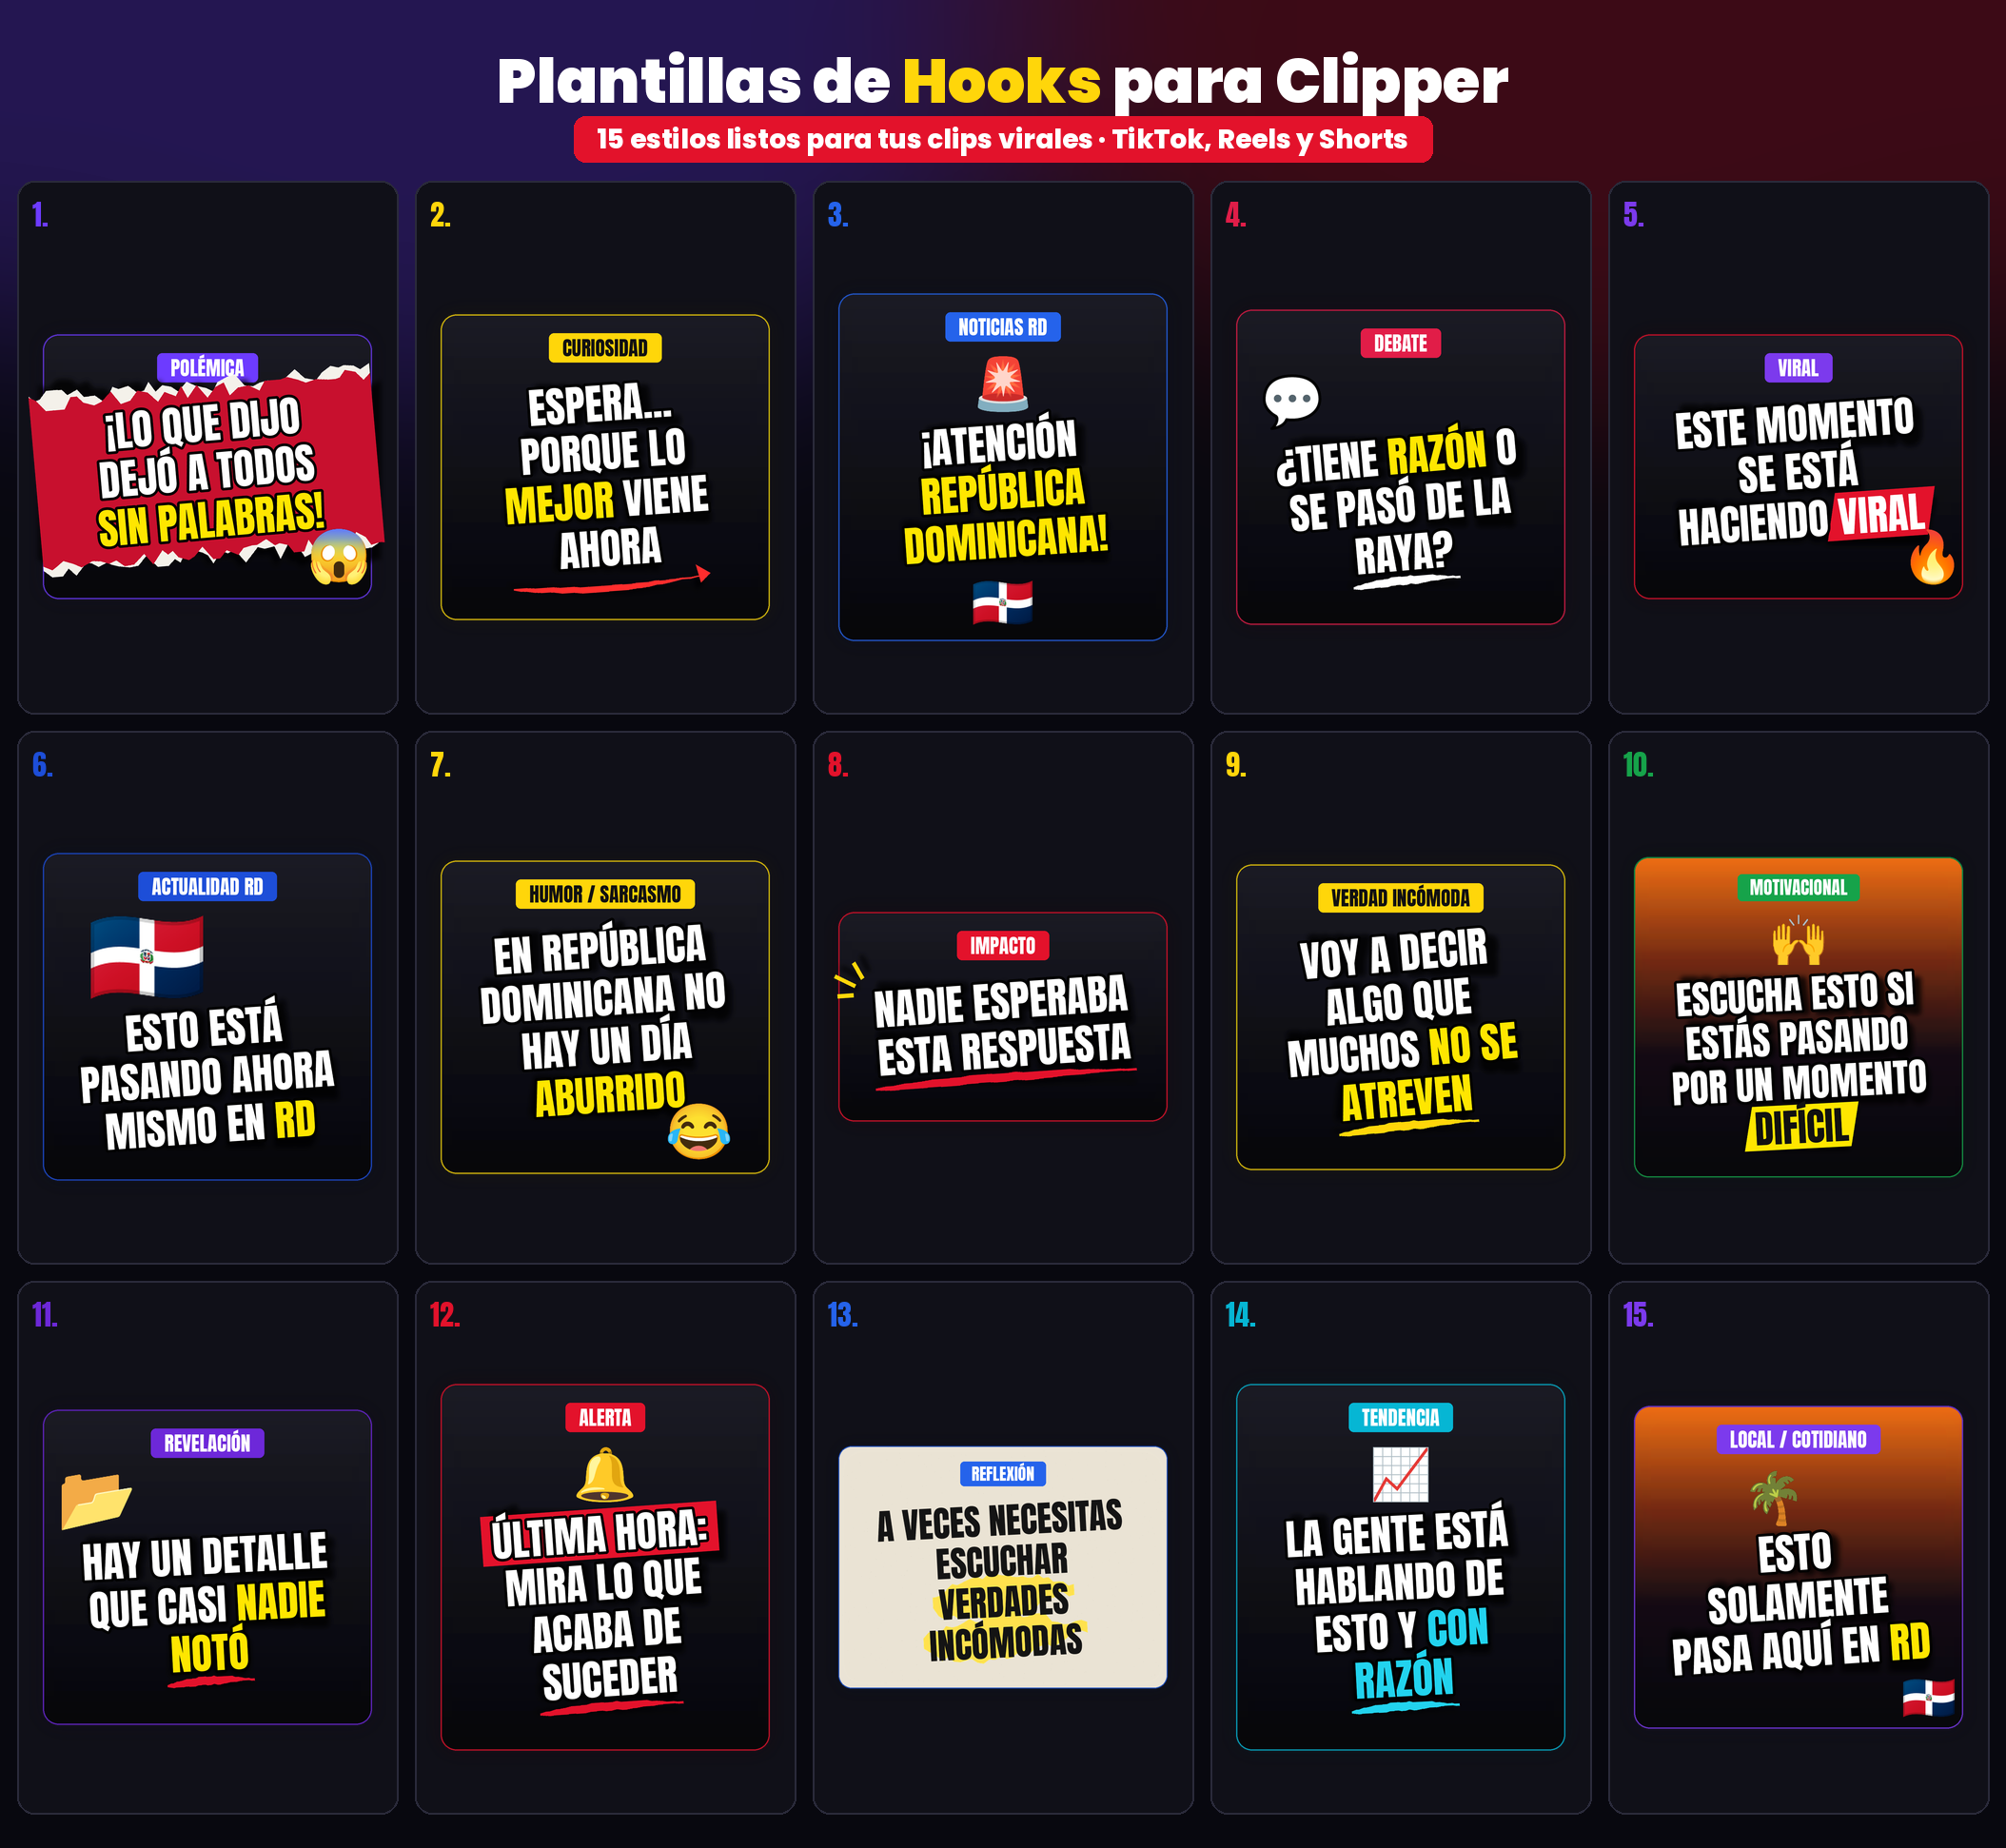 Plantillas de Hooks para Clipper
15 estilos listos para tus clips virales · TikTok, Reels y Shorts
1.
POLÉMICA
¡LO QUE DIJO
DEJÓ A TODOS
SIN PALABRAS!
2.
CURIOSIDAD
ESPERA...
PORQUE LO
MEJOR VIENE
AHORA
3.
NOTICIAS RD
¡ATENCIÓN
REPÚBLICA
DOMINICANA!
4.
DEBATE
¿TIENE RAZÓN O
SE PASÓ DE LA
RAYA?
5.
VIRAL
ESTE MOMENTO
SE ESTÁ
HACIENDO VIRAL
6.
ACTUALIDAD RD
ESTO ESTÁ
PASANDO AHORA
MISMO EN RD
7.
HUMOR / SARCASMO
EN REPÚBLICA
DOMINICANA NO
HAY UN DÍA
ABURRIDO
8.
IMPACTO
NADIE ESPERABA
ESTA RESPUESTA
9.
VERDAD INCÓMODA
VOY A DECIR
ALGO QUE
MUCHOS NO SE
ATREVEN
10.
MOTIVACIONAL
ESCUCHA ESTO SI
ESTÁS PASANDO
POR UN MOMENTO
DIFÍCIL
11.
REVELACIÓN
HAY UN DETALLE
QUE CASI NADIE
NOTÓ
12.
ALERTA
ÚLTIMA HORA:
MIRA LO QUE
ACABA DE
SUCEDER
13.
REFLEXIÓN
A VECES NECESITAS
ESCUCHAR
VERDADES
INCÓMODAS
14.
TENDENCIA
LA GENTE ESTÁ
HABLANDO DE
ESTO Y CON
RAZÓN
15.
LOCAL / COTIDIANO
ESTO
SOLAMENTE
PASA AQUÍ EN RD